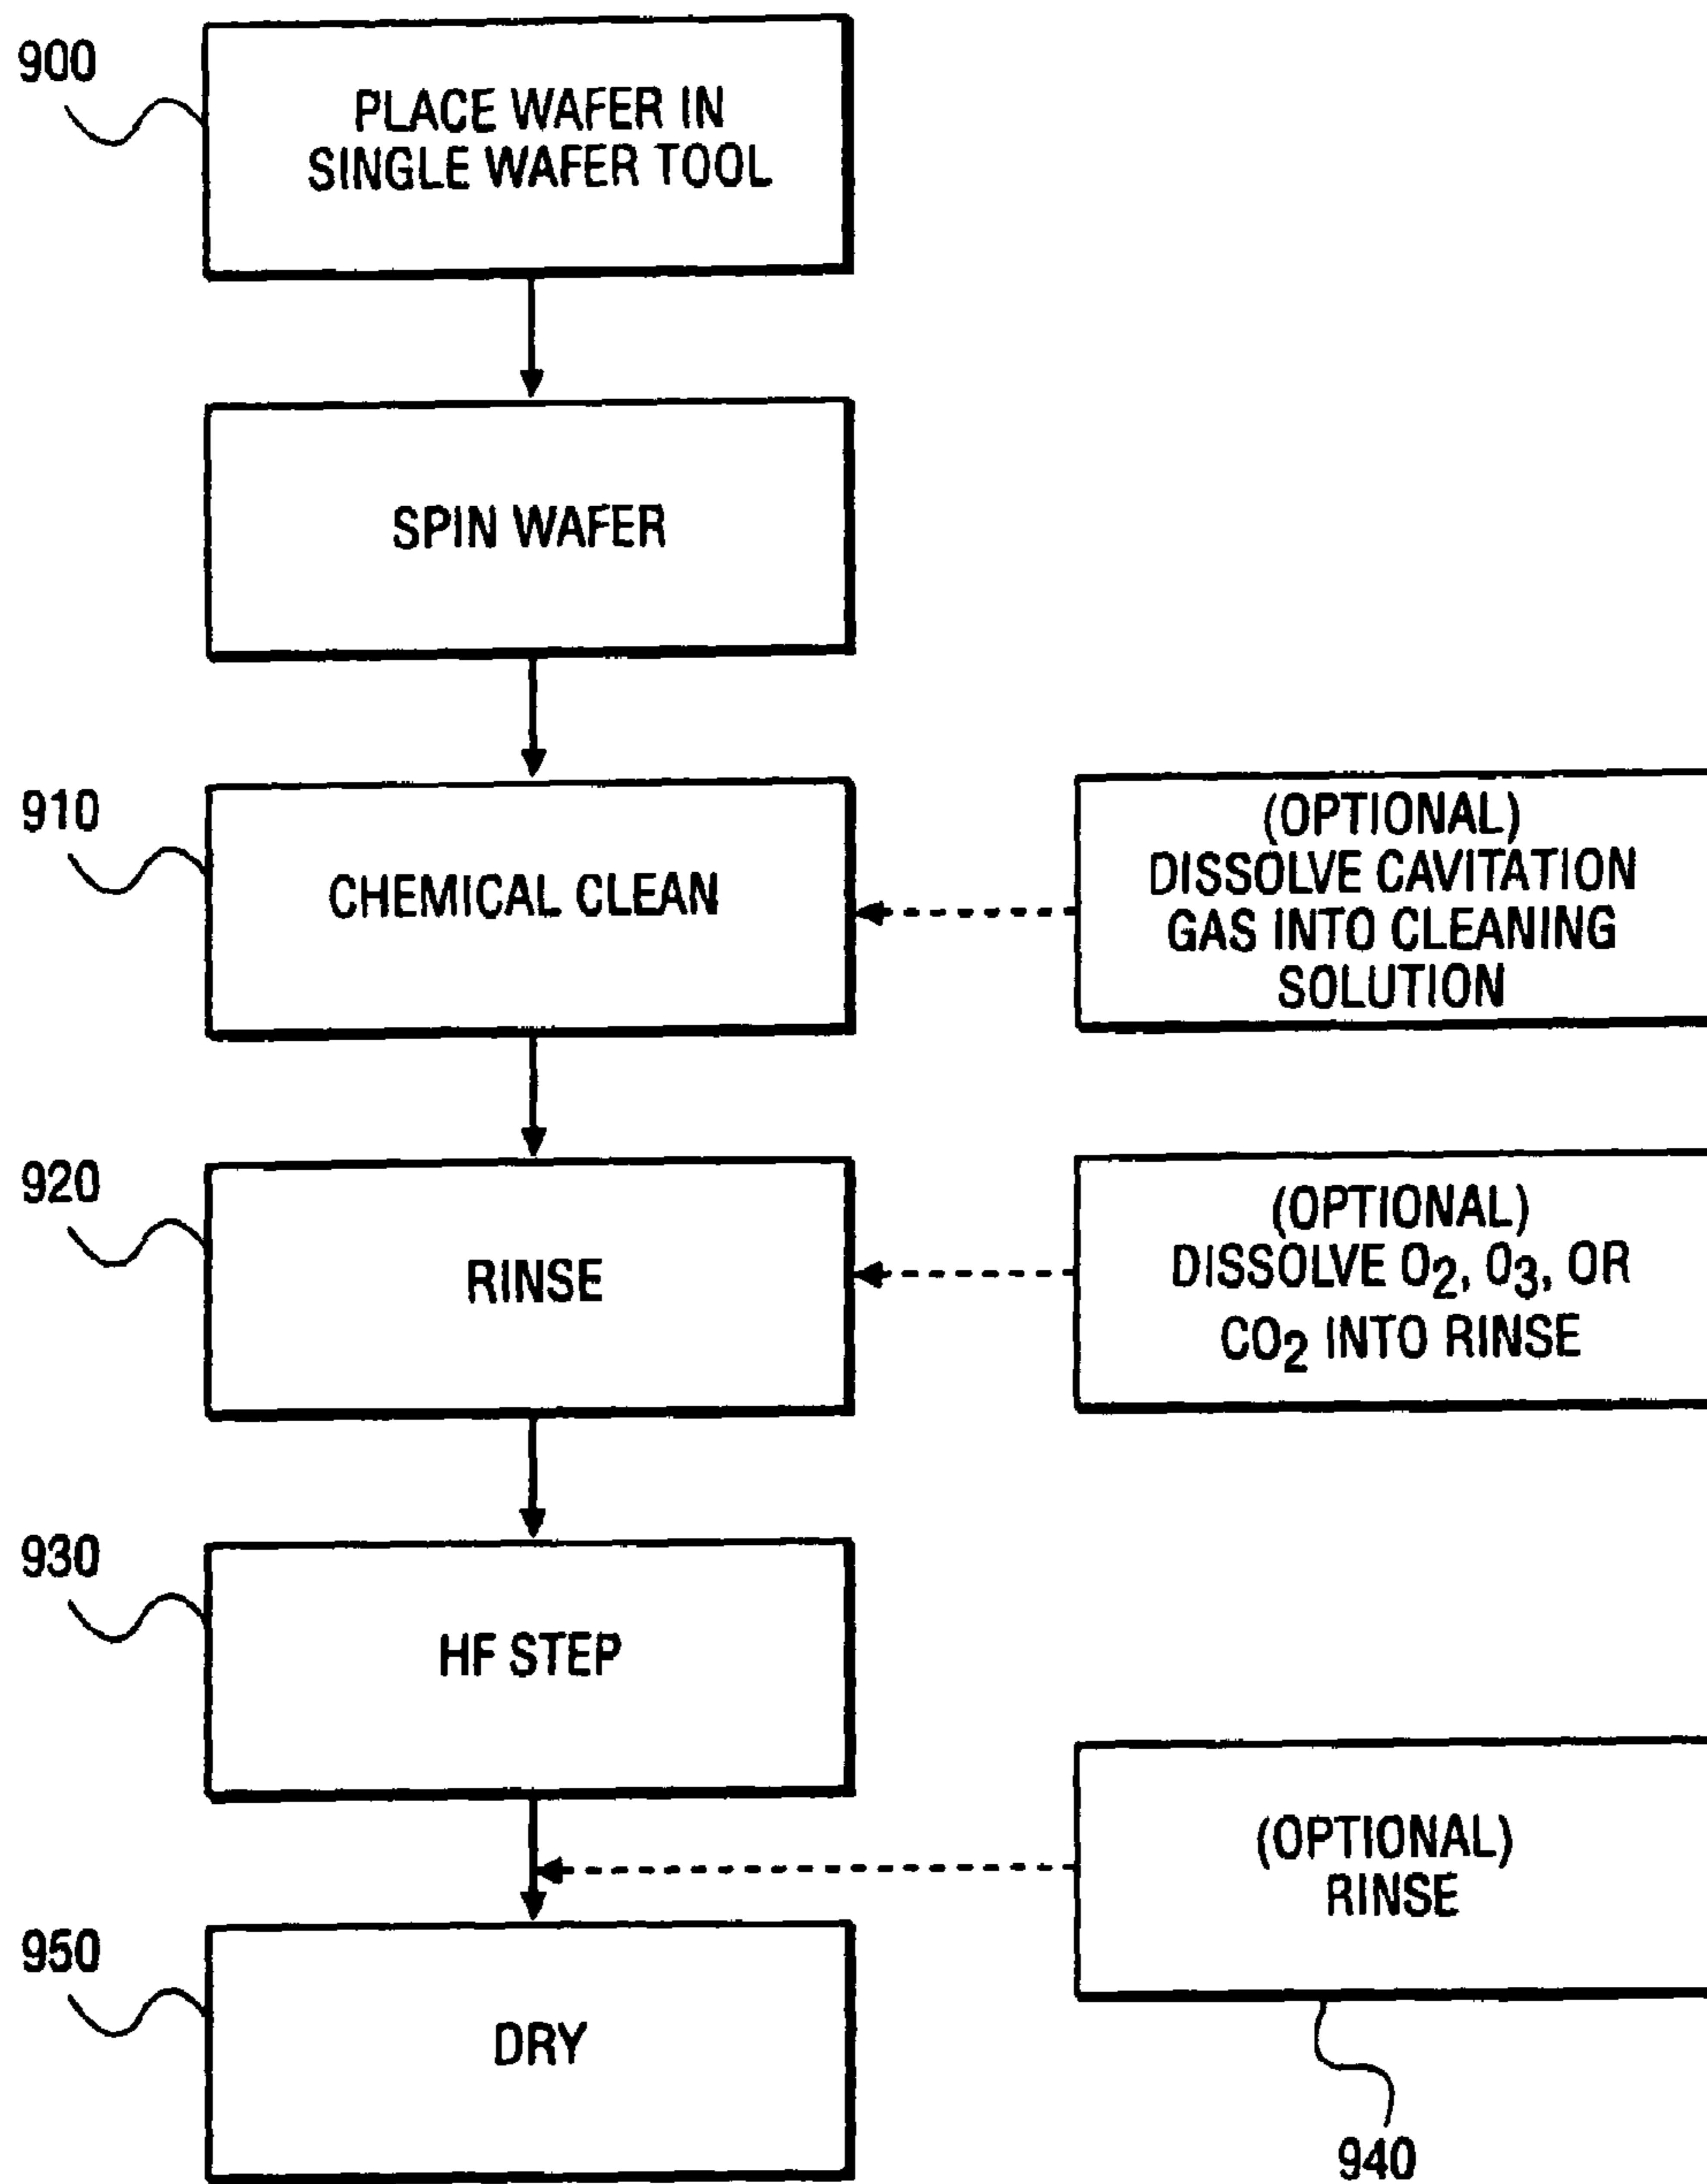 900
PLACE WAFER IN
SINGLE WAFER TOOL
SPIN WAFER
910
CHEMICAL CLEAN
(OPTIONAL)
DISSOLVE CAVITATION
GAS INTO CLEANING
SOLUTION
920
RINSE
(OPTIONAL)
DISSOLVE O₂, O₃, OR
CO₂ INTO RINSE
930
HF STEP
(OPTIONAL)
RINSE
950
DRY
940